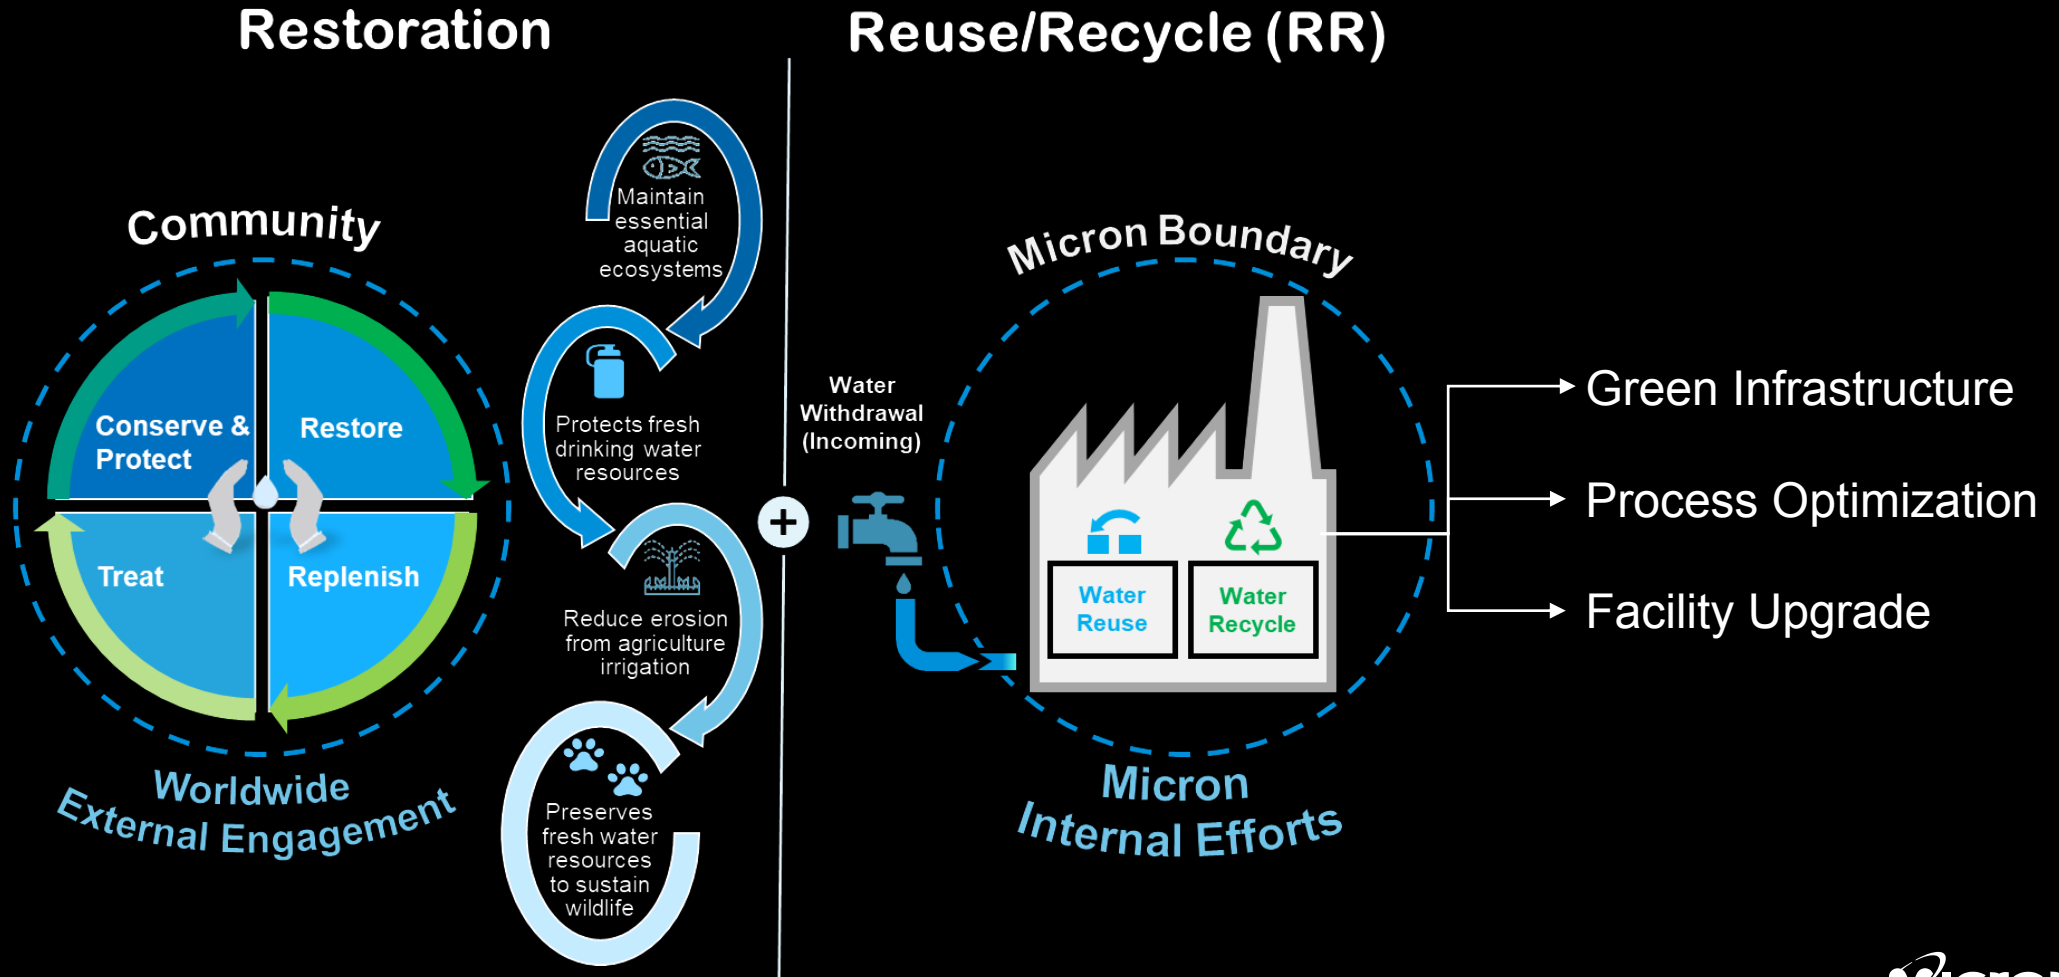 Restoration
Reuse/Recycle (RR)
Community
Conserve &
Protect
Restore
Treat
Replenish
Worldwide
External Engagement
Maintain
essential
aquatic
ecosystems
Protects fresh
drinking water
resources
Reduce erosion
from agriculture
irrigation
Preserves
fresh water
resources
to sustain
wildlife
+
Water
Withdrawal
(Incoming)
Micron Boundary
Water
Reuse
Water
Recycle
Micron
Internal Efforts
Green Infrastructure
Process Optimization
Facility Upgrade